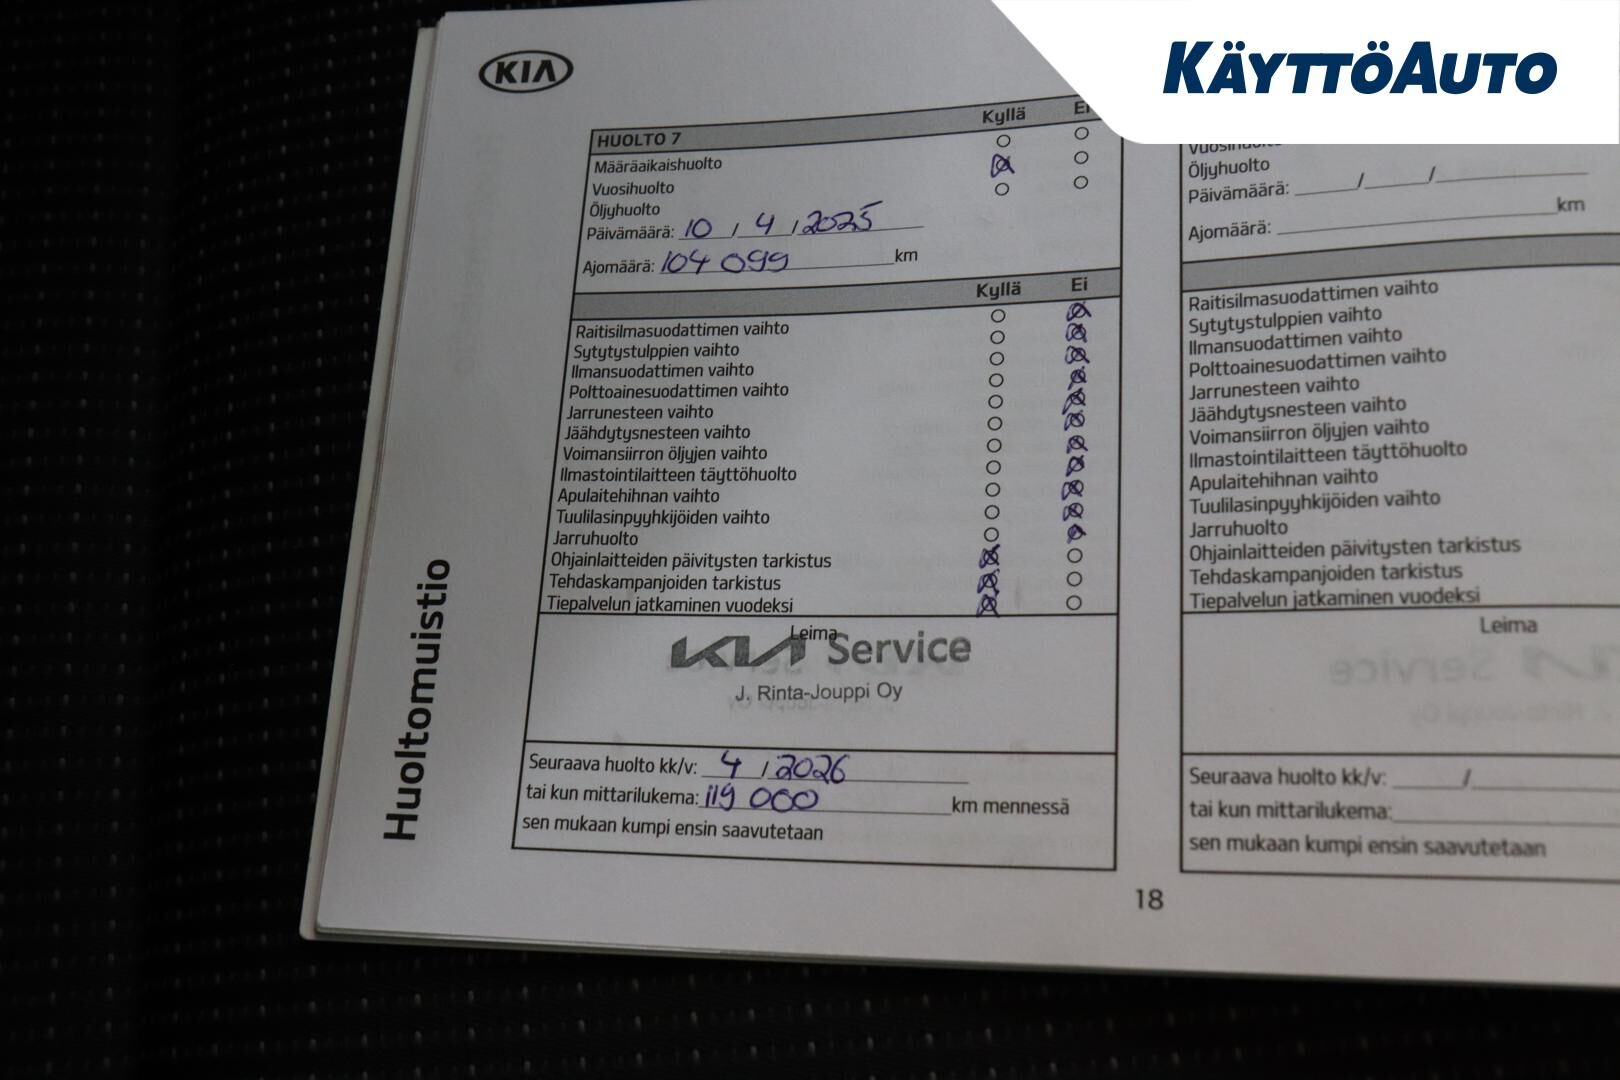 KIA
KÄYTTÖAUTO
Kyllä Ei
HUOLTO 7
Määräaikaishuolto
Vuosihuolto
Öljyhuolto
Päivämäärä: 10 / 4 / 2025
Ajomäärä: 104 099 km
Kyllä Ei
Raitisilmasuodattimen vaihto
Sytytystulppien vaihto
Ilmansuodattimen vaihto
Polttoainesuodattimen vaihto
Jarrunesteen vaihto
Jäähdytysnesteen vaihto
Voimansiirron öljyjen vaihto
Ilmastointilaitteen täyttöhuolto
Apulaitehihnan vaihto
Tuulilasinpyyhkijöiden vaihto
Jarruhuolto
Ohjainlaitteiden päivitysten tarkistus
Tehdaskampanjoiden tarkistus
Tiepalvelun jatkaminen vuodeksi
Leima
KIA Service
J. Rinta-Jouppi Oy
Seuraava huolto kk/v: 4 / 2026
tai kun mittarilukema: 119 000 km mennessä
sen mukaan kumpi ensin saavutetaan
Huoltomuistio
18
Vuosihuolto
Öljyhuolto
Päivämäärä: / /
Ajomäärä: km
Raitisilmasuodattimen vaihto
Sytytystulppien vaihto
Ilmansuodattimen vaihto
Polttoainesuodattimen vaihto
Jarrunesteen vaihto
Jäähdytysnesteen vaihto
Voimansiirron öljyjen vaihto
Ilmastointilaitteen täyttöhuolto
Apulaitehihnan vaihto
Tuulilasinpyyhkijöiden vaihto
Jarruhuolto
Ohjainlaitteiden päivitysten tarkistus
Tehdaskampanjoiden tarkistus
Tiepalvelun jatkaminen vuodeksi
Leima
Seuraava huolto kk/v: /
tai kun mittarilukema:
sen mukaan kumpi ensin saavutetaan